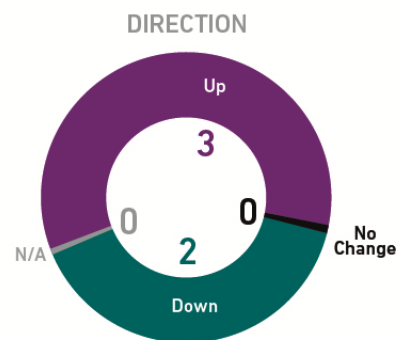 DIRECTION
Up
3
0
0
No
Change
N/A
2
Down